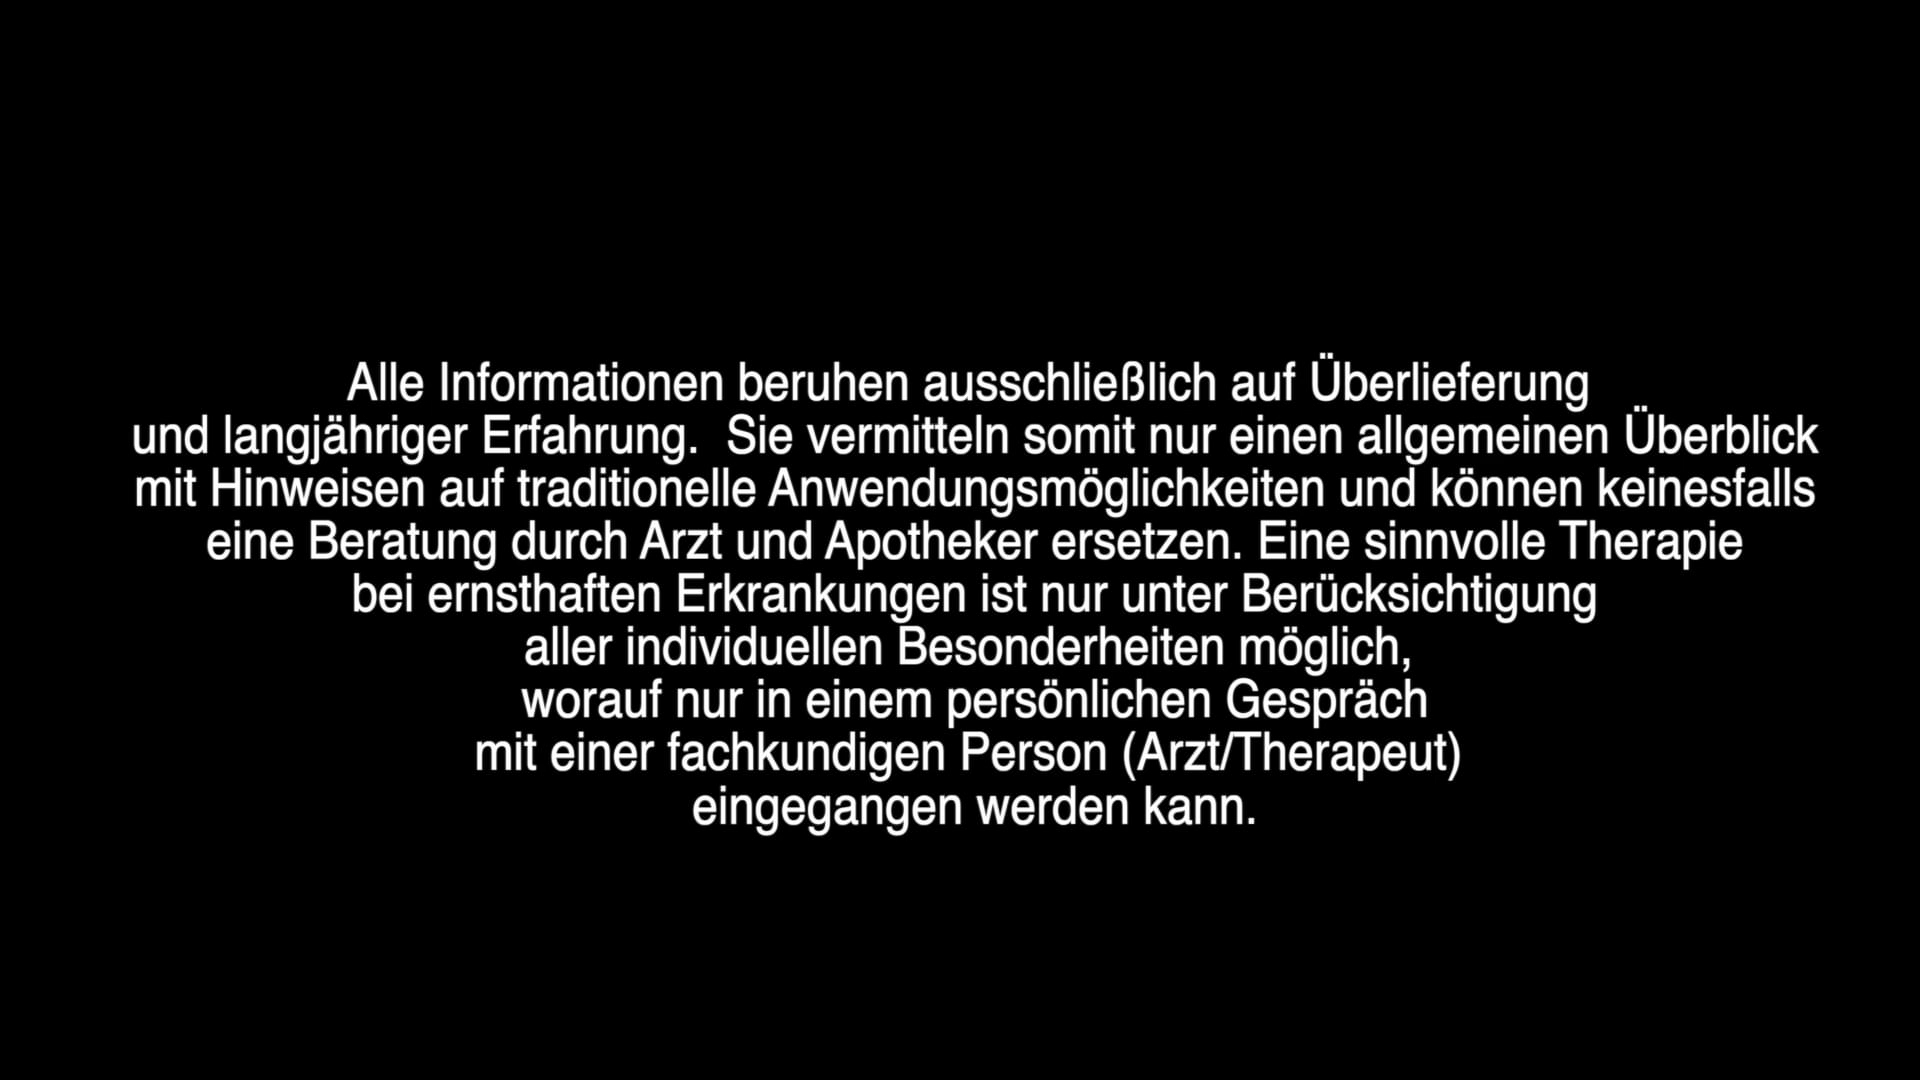 Alle Informationen beruhen ausschließlich auf Überlieferung
und langjähriger Erfahrung.  Sie vermitteln somit nur einen allgemeinen Überblick
mit Hinweisen auf traditionelle Anwendungsmöglichkeiten und können keinesfalls
eine Beratung durch Arzt und Apotheker ersetzen. Eine sinnvolle Therapie
bei ernsthaften Erkrankungen ist nur unter Berücksichtigung
aller individuellen Besonderheiten möglich,
worauf nur in einem persönlichen Gespräch
mit einer fachkundigen Person (Arzt/Therapeut)
eingegangen werden kann.